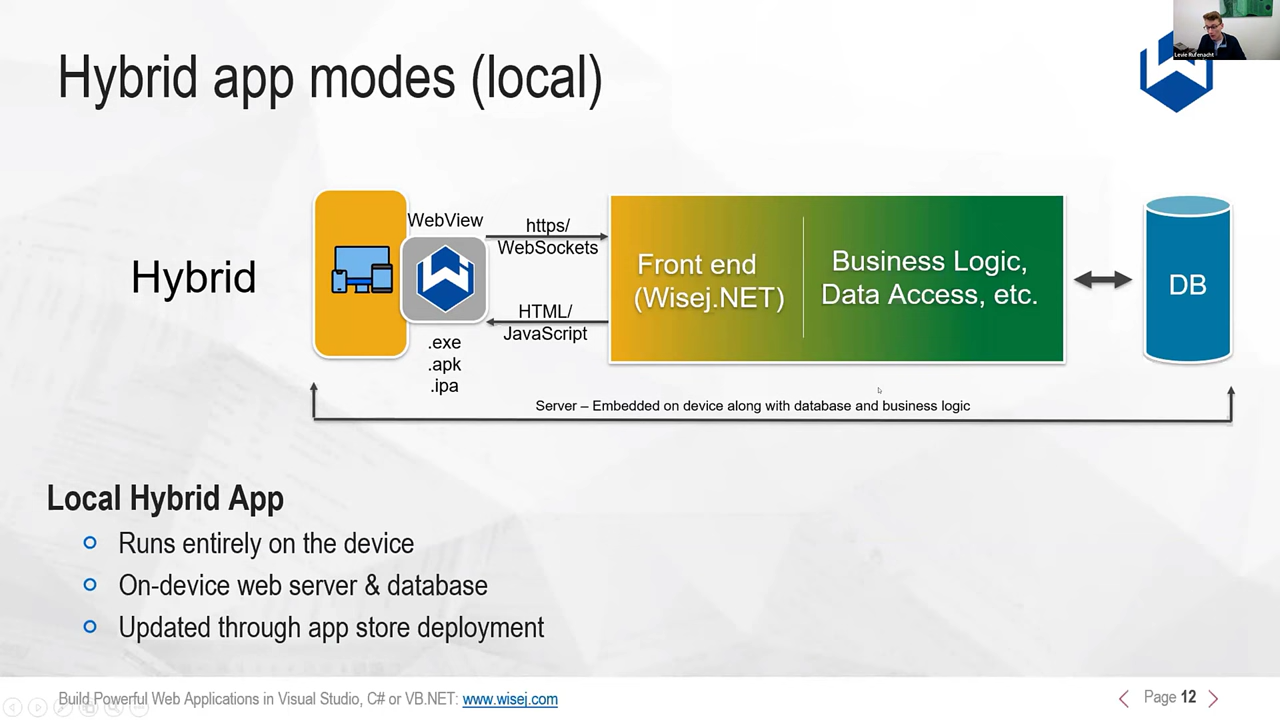 Levie Rufenacht
Hybrid app modes (local)
Hybrid
WebView
.exe
.apk
.ipa
https/
WebSockets
HTML/
JavaScript
Front end
(Wisej.NET)
Business Logic,
Data Access, etc.
DB
Server – Embedded on device along with database and business logic
Local Hybrid App
Runs entirely on the device
On-device web server & database
Updated through app store deployment
Build Powerful Web Applications in Visual Studio, C# or VB.NET: www.wisej.com
Page 12